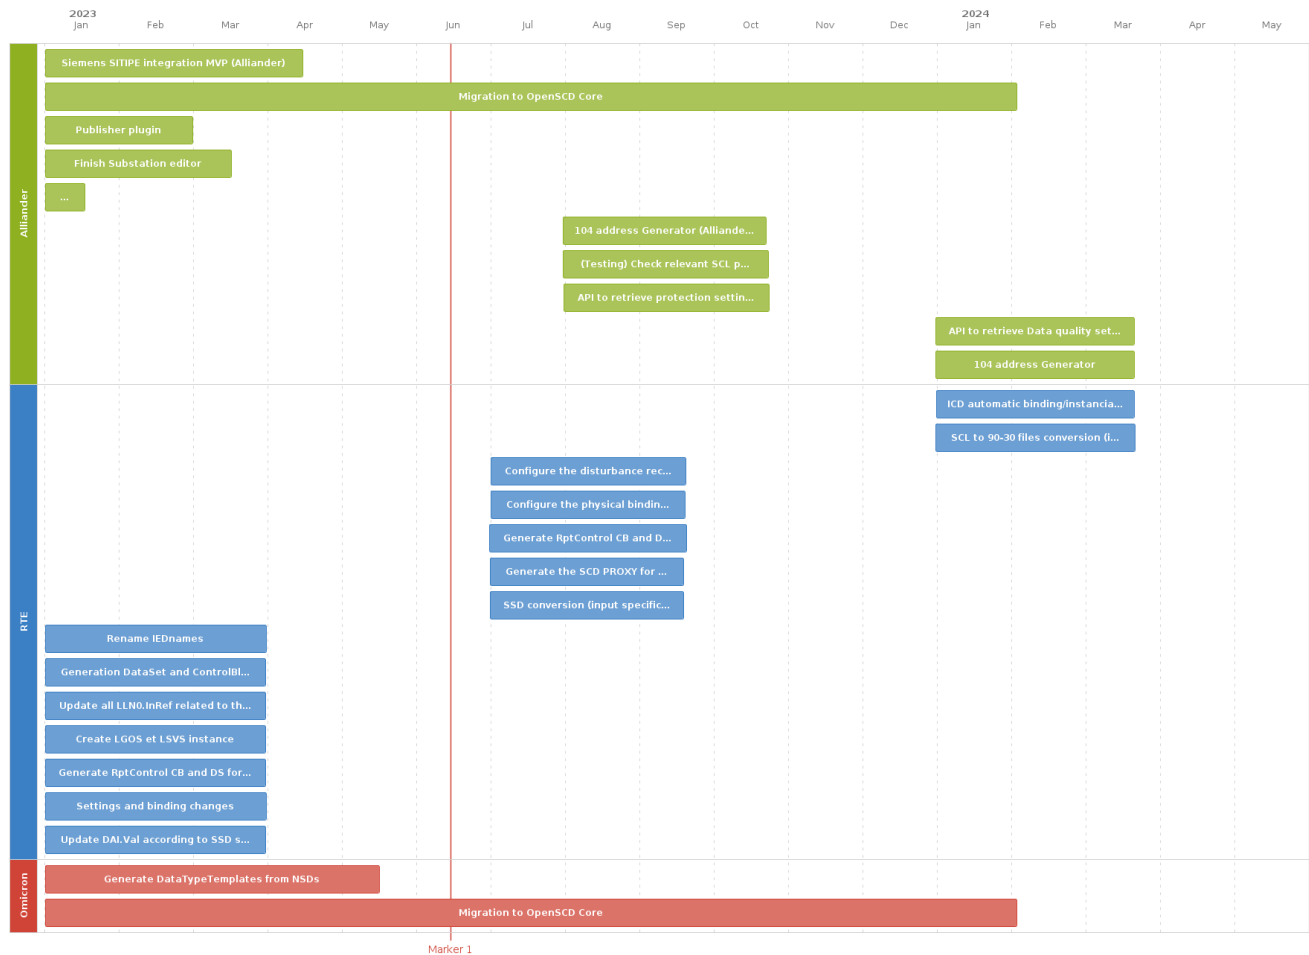 2023
2024
Jan Feb Mar Apr May Jun Jul Aug Sep Oct Nov Dec Jan Feb Mar Apr May
Alliander
Siemens SITIPE integration MVP (Alliander)
Migration to OpenSCD Core
Publisher plugin
Finish Substation editor
...
104 address Generator (Alliande...
(Testing) Check relevant SCL p...
API to retrieve protection settin...
API to retrieve Data quality set...
104 address Generator
RTE
ICD automatic binding/instancia...
SCL to 90-30 files conversion (i...
Configure the disturbance rec...
Configure the physical bindin...
Generate RptControl CB and D...
Generate the SCD PROXY for ...
SSD conversion (input specific...
Rename IEDnames
Generation DataSet and ControlBl...
Update all LLN0.InRef related to th...
Create LGOS et LSVS instance
Generate RptControl CB and DS for...
Settings and binding changes
Update DAI.Val according to SSD s...
Omicron
Generate DataTypeTemplates from NSDs
Migration to OpenSCD Core
Marker 1